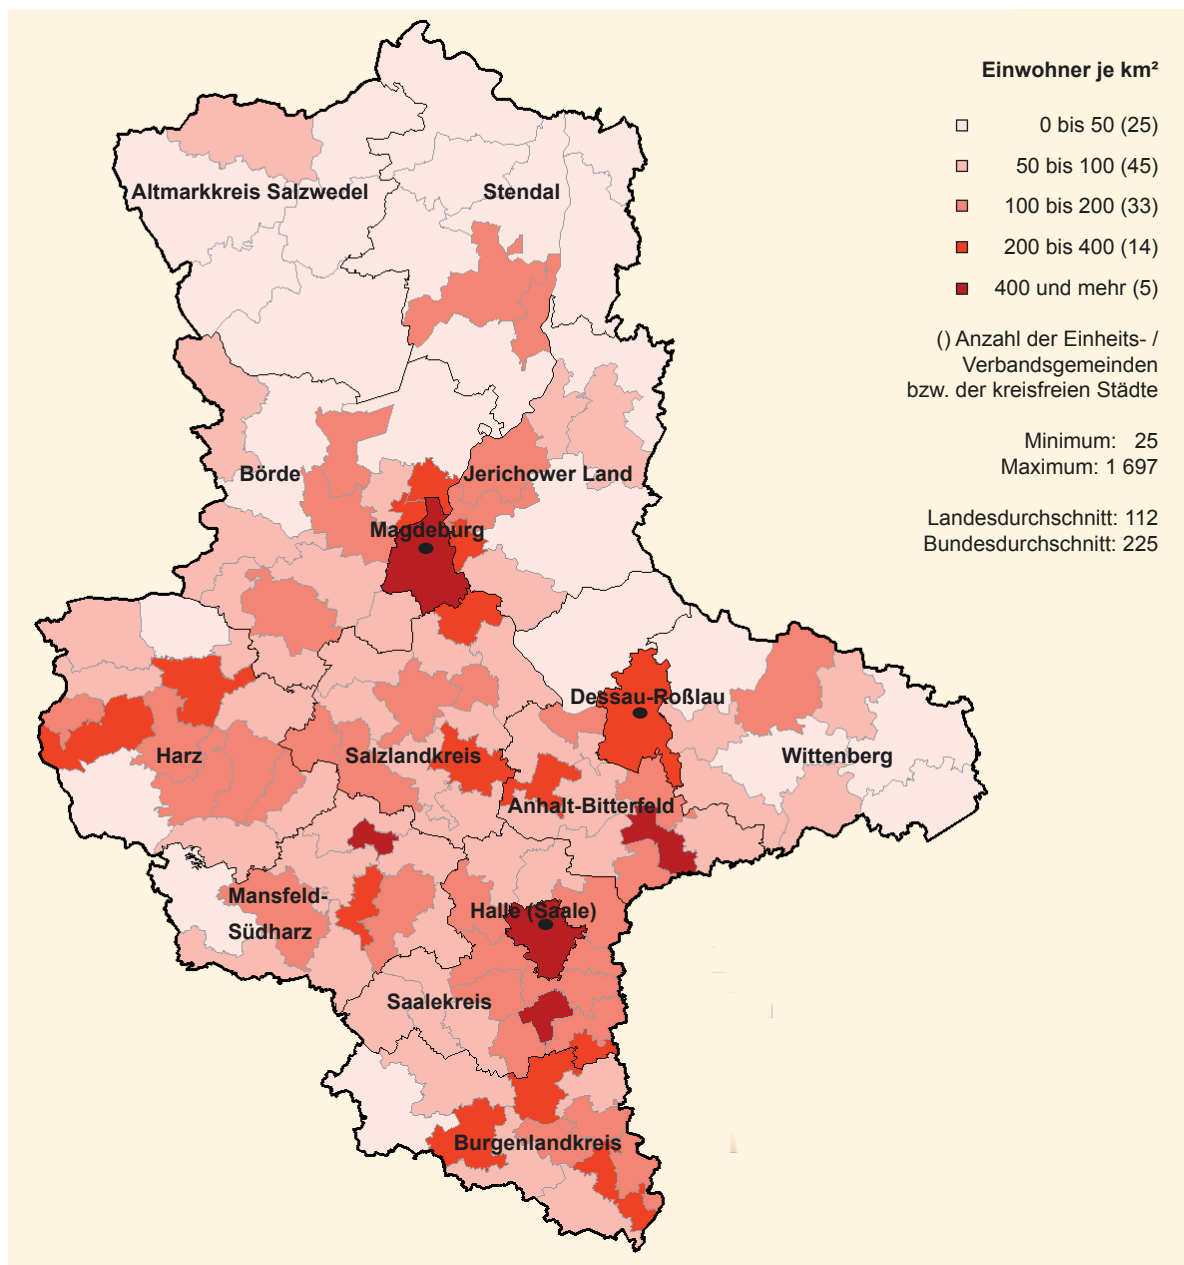 Einwohner je km²
0 bis 50 (25)
50 bis 100 (45)
100 bis 200 (33)
200 bis 400 (14)
400 und mehr (5)
() Anzahl der Einheits- /
Verbandsgemeinden
bzw. der kreisfreien Städte
Minimum: 25
Maximum: 1 697
Landesdurchschnitt: 112
Bundesdurchschnitt: 225
Altmarkkreis Salzwedel
Stendal
Börde
Jerichower Land
Magdeburg
Dessau-Roßlau
Harz
Salzlandkreis
Wittenberg
Anhalt-Bitterfeld
Mansfeld-
Südharz
Halle (Saale)
Saalekreis
Burgenlandkreis